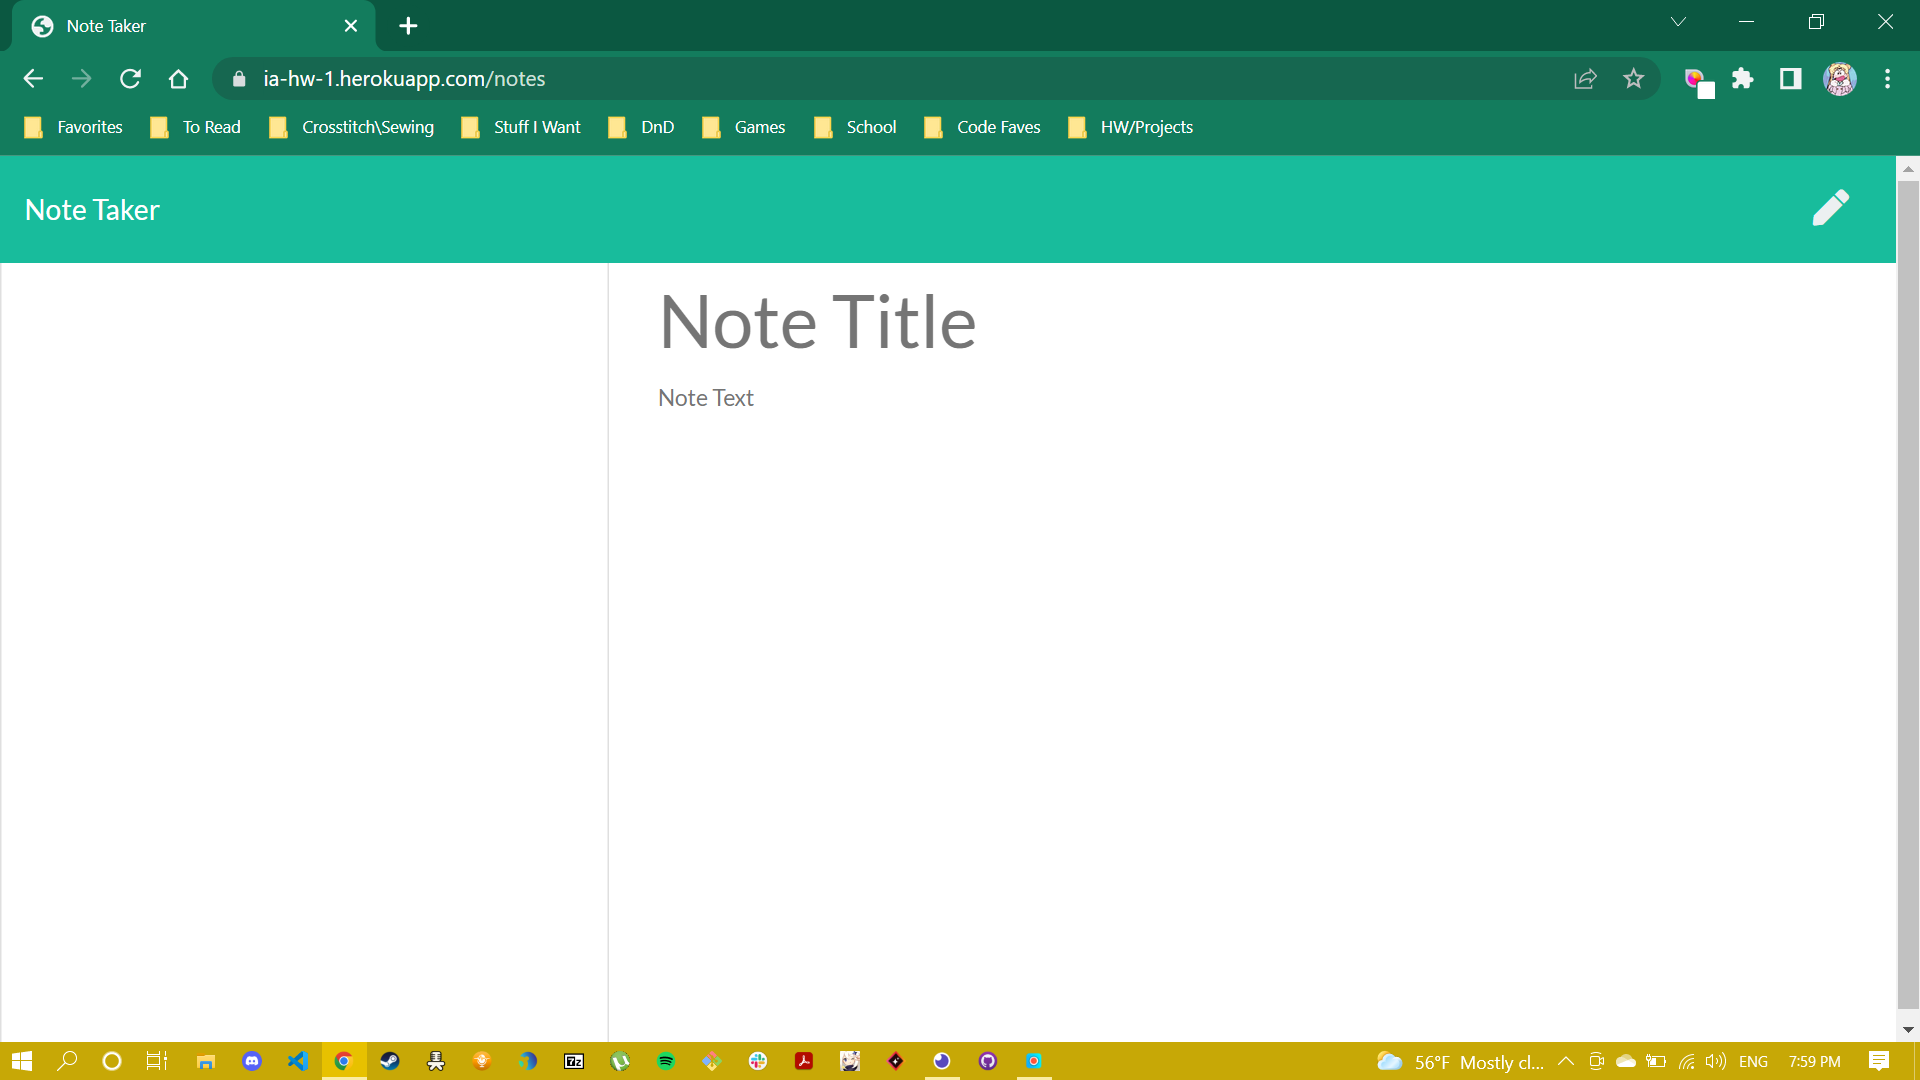 Note Taker
ia-hw-1.herokuapp.com/notes
Favorites To Read Crosstitch\Sewing Stuff I Want DnD Games School Code Faves HW/Projects
Note Taker
Note Title
Note Text
7z
56°F Mostly cl... ENG 7:59 PM